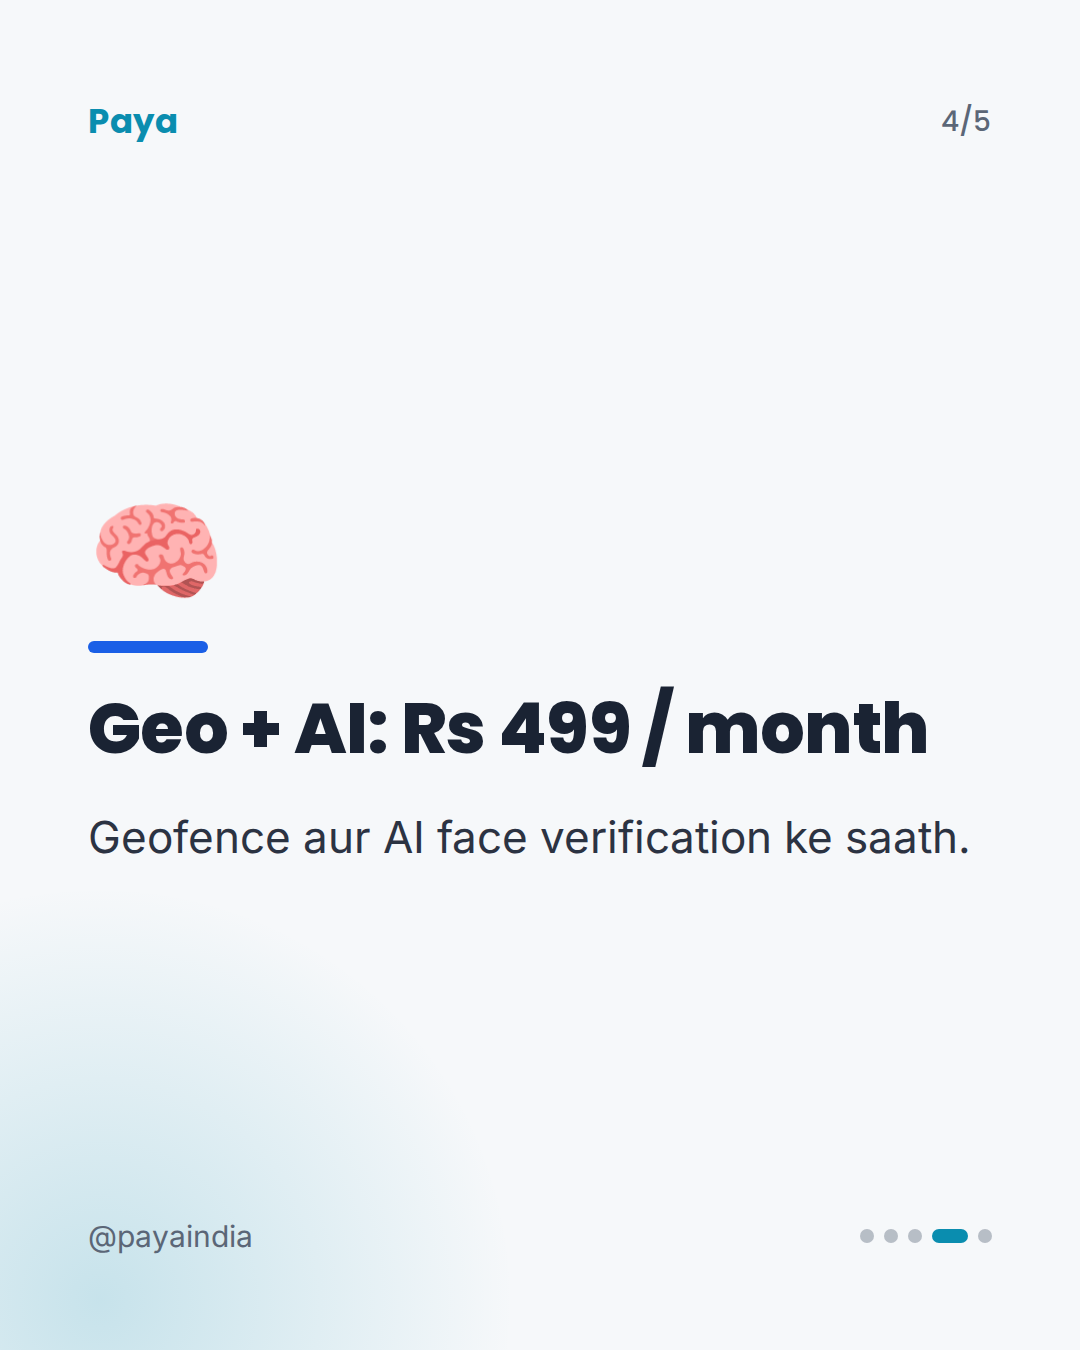 Paya
4/5
Geo + AI: Rs 499 / month
Geofence aur AI face verification ke saath.
@payaindia